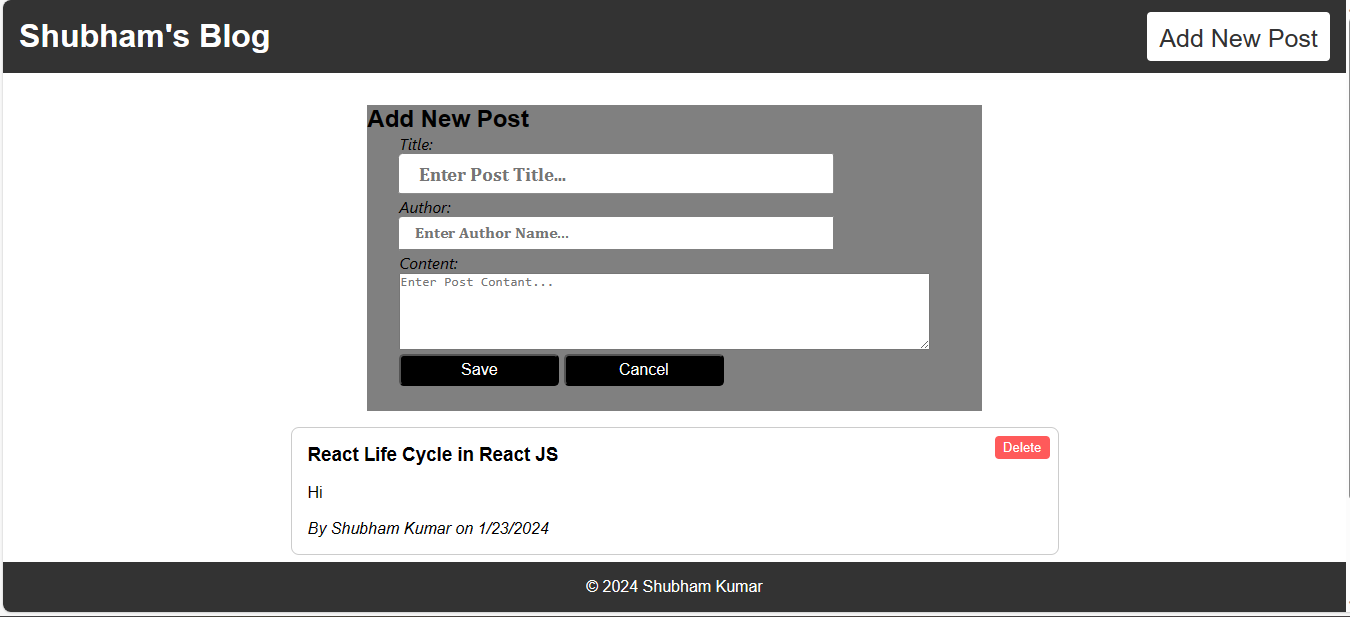 Shubham's Blog
Add New Post
Add New Post
Title:
Enter Post Title...
Author:
Enter Author Name...
Content:
Enter Post Contant...
Save Cancel
React Life Cycle in React JS
Delete
Hi
By Shubham Kumar on 1/23/2024
© 2024 Shubham Kumar